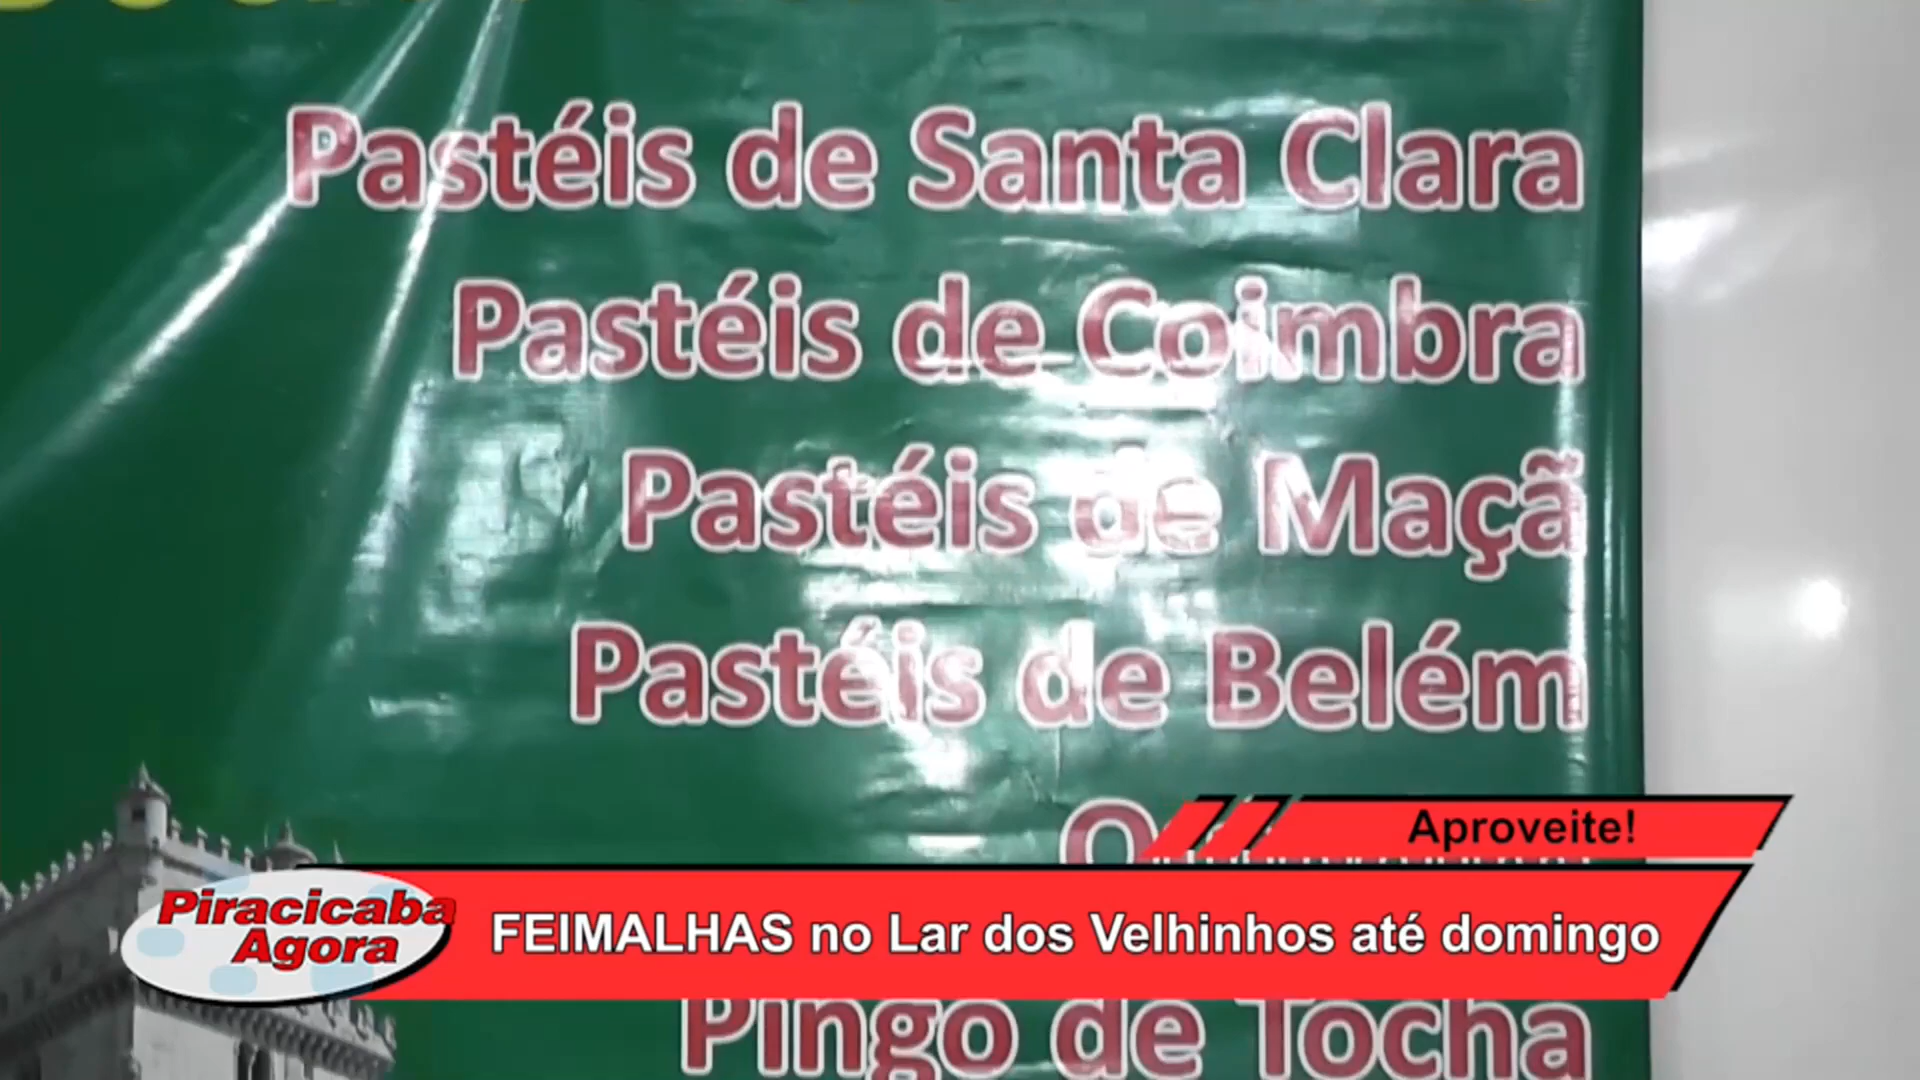 Pastéis de Santa Clara
Pastéis de Coimbra
Pastéis de Maçã
Pastéis de Belém
Aproveite!
Piracicaba
Agora
FEIMALHAS no Lar dos Velhinhos até domingo
Pingo de Tocha